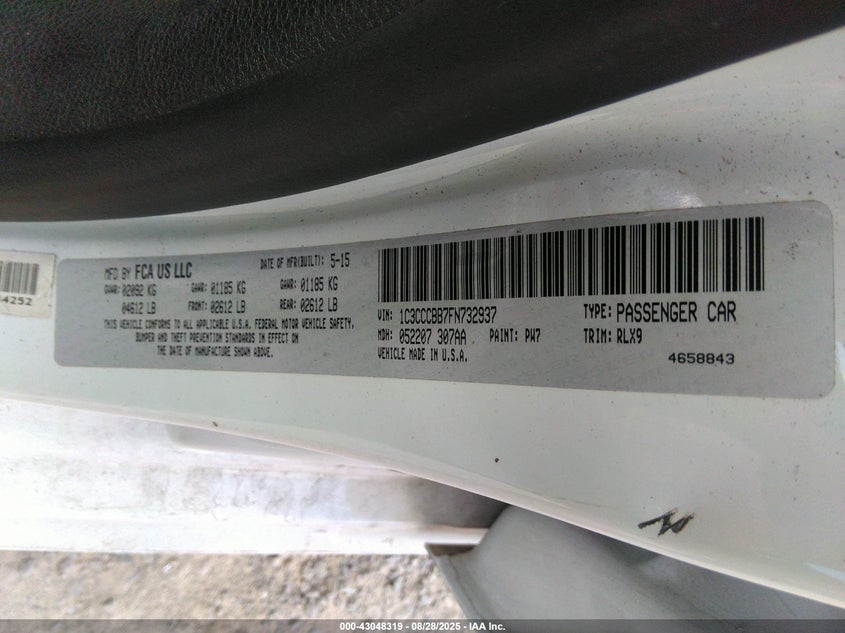 4252
MFD BY FCA US LLC DATE OF MFR(BUILT): 5-15
GVWR: 02092 KG GAWR: 01185 KG GAWR: 01185 KG
04612 LB FRONT: 02612 LB REAR: 02612 LB
THIS VEHICLE CONFORMS TO ALL APPLICABLE U.S.A. FEDERAL MOTOR VEHICLE SAFETY,
BUMPER AND THEFT PREVENTION STANDARDS IN EFFECT ON
THE DATE OF MANUFACTURE SHOWN ABOVE.
VIN: 1C3CCCBB7FN732937 TYPE: PASSENGER CAR
MDH: 052207 307AA PAINT: PW7 TRIM: RLX9
VEHICLE MADE IN U.S.A. 4658843
000-43048319 - 08/28/2025 - IAA Inc.